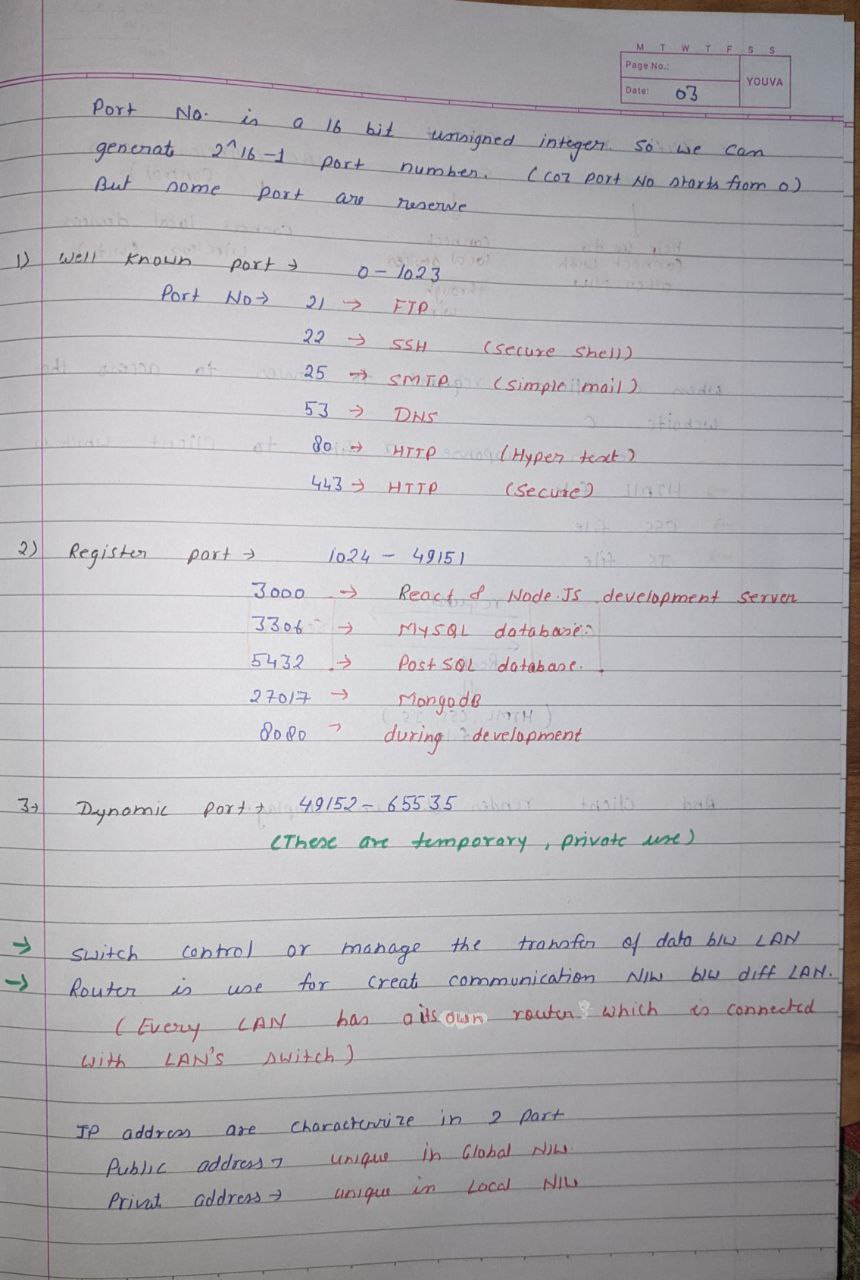 M T W T F S S
Page No.:
YOUVA
Date: 03
Port No. is a 16 bit unsigned integer. so we can
generate 2^16-1 port number. (coz port No starts from 0)
But some port are reserve
1) Well known port → 0-1023
Port No→ 21 → FTP
22 → SSH (Secure Shell)
25 → SMTP (simple mail)
53 → DNS
80 → HTTP (Hyper text)
443 → HTTP (Secure)
2) Register port → 1024 - 49151
3000 → React & Node JS development server
3306 → MySQL database
5432 → Post SQL database.
27017 → MongodB
8080 → during development
3→ Dynamic port → 49152-65535
(These are temporory, private use)
→ Switch control or manage the transfer of data b/w LAN
→ Router is use for creat communication N/W b/w diff LAN.
(Every LAN has a its own router which is connected
with LAN'S switch)
IP address are characterize in 2 part
Public address → unique in Global N/W
Privat address → unique in Local N/W